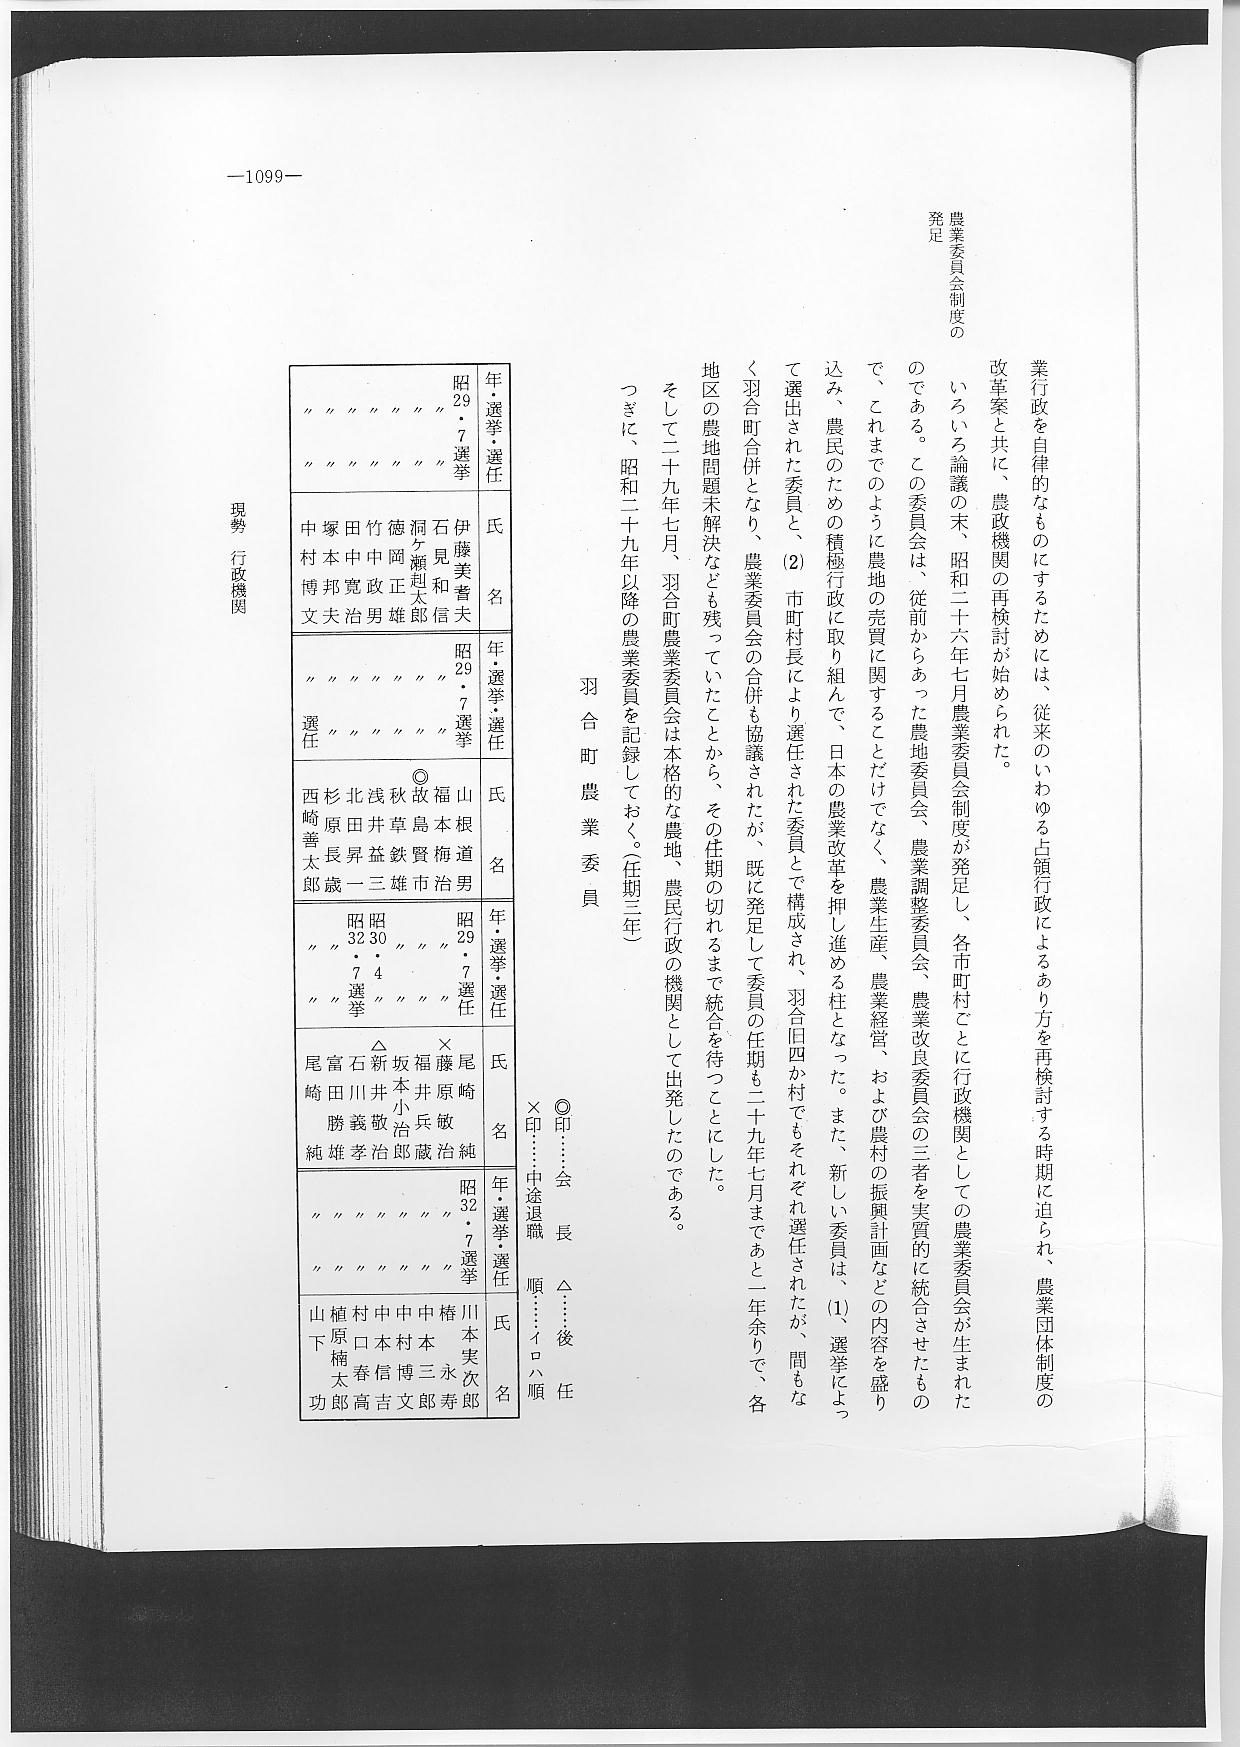 業行政を自律的なものにするためには、従来のいわゆる占領行政によるあり方を再検討する時期に迫られ、農業団体制度の
改革案と共に、農政機関の再検討が始められた。
農業委員会制度の
発足
いろいろ論議の末、昭和二十六年七月農業委員会制度が発足し、各市町村ごとに行政機関としての農業委員会が生まれた
のである。この委員会は、従前からあった農地委員会、農業調整委員会、農業改良委員会の三者を実質的に統合させたもの
で、これまでのように農地の売買に関することだけでなく、農業生産、農業経営、および農村の振興計画などの内容を盛り
込み、農民のための積極行政に取り組んで、日本の農業改革を押し進める柱となった。また、新しい委員は、(1)、選挙によっ
て選出された委員と、(2) 市町村長により選任された委員とで構成され、羽合旧四か村でもそれぞれ選任されたが、間もな
く羽合町合併となり、農業委員会の合併も協議されたが、既に発足して委員の任期も二十九年七月まであと一年余りで、各
地区の農地問題未解決なども残っていたことから、その任期の切れるまで統合を待つことにした。
そして二十九年七月、羽合町農業委員会は本格的な農地、農民行政の機関として出発したのである。
つぎに、昭和二十九年以降の農業委員を記録しておく。(任期三年)
羽合町農業委員
◎印……会長 △……後任
×印……中途退職 順……イロハ順
年・選挙・選任 氏名
昭29・7選挙 伊藤美耆夫
〃 〃 石見和信
〃 〃 洞ケ瀬赳太郎
〃 〃 徳岡正雄
〃 〃 竹中政男
〃 〃 田中寛治
〃 〃 塚本邦夫
〃 〃 中村博文
年・選挙・選任 氏名
昭29・7選挙 山根道男
〃 〃 福本梅治
〃 〃 ◎故島賢市
〃 〃 秋草鉄雄
〃 〃 浅井益三
〃 〃 北田昇一
〃 〃 杉原長歳
〃 選任 西崎善太郎
年・選挙・選任 氏名
昭29・7選任 尾崎純
〃 〃 ×藤原敏治
〃 〃 福井兵蔵
〃 〃 坂本小治郎
昭30・4 〃 △新井敬治
昭32・7選挙 石川義孝
〃 〃 富田勝雄
〃 〃 尾崎純
年・選挙・選任 氏名
昭32・7選挙 川本実次郎
〃 〃 椿永寿
〃 〃 中本三郎
〃 〃 中村博文
〃 〃 中本信吉
〃 〃 村口春高
〃 〃 植原楠太郎
〃 〃 山下功
現勢 行政機関
—1099—